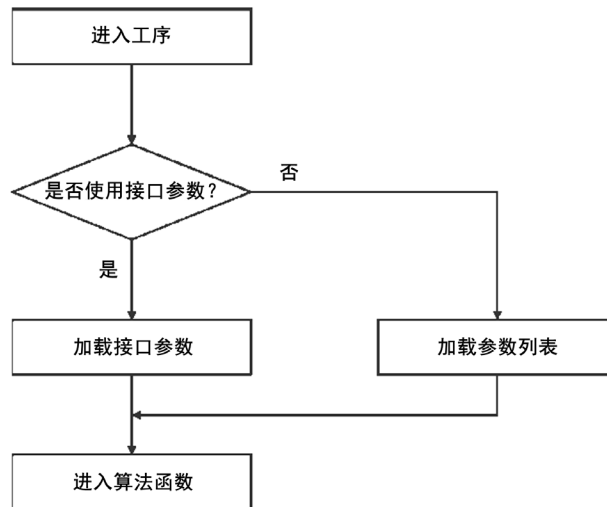 进入工序
是否使用接口参数？
否
是
加载接口参数
加载参数列表
进入算法函数